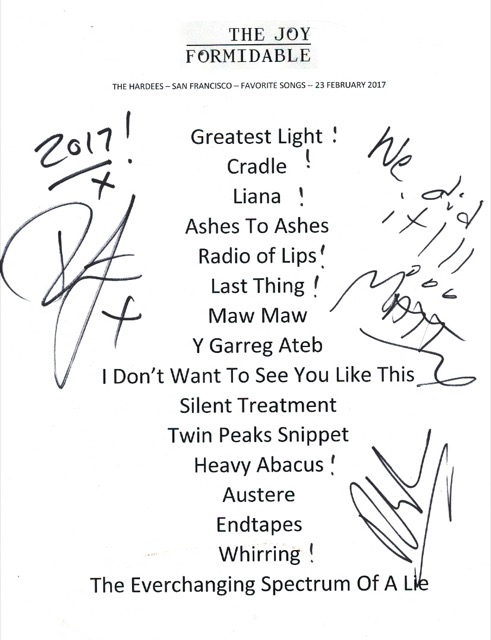 THE JOY
FORMIDABLE
THE HARDEES – SAN FRANCISCO – FAVORITE SONGS -- 23 FEBRUARY 2017
2017!
x
x
We did
it!!!
Greatest Light !
Cradle !
Liana !
Ashes To Ashes
Radio of Lips!
Last Thing !
Maw Maw
Y Garreg Ateb
I Don't Want To See You Like This
Silent Treatment
Twin Peaks Snippet
Heavy Abacus !
Austere
Endtapes
Whirring !
The Everchanging Spectrum Of A Lie